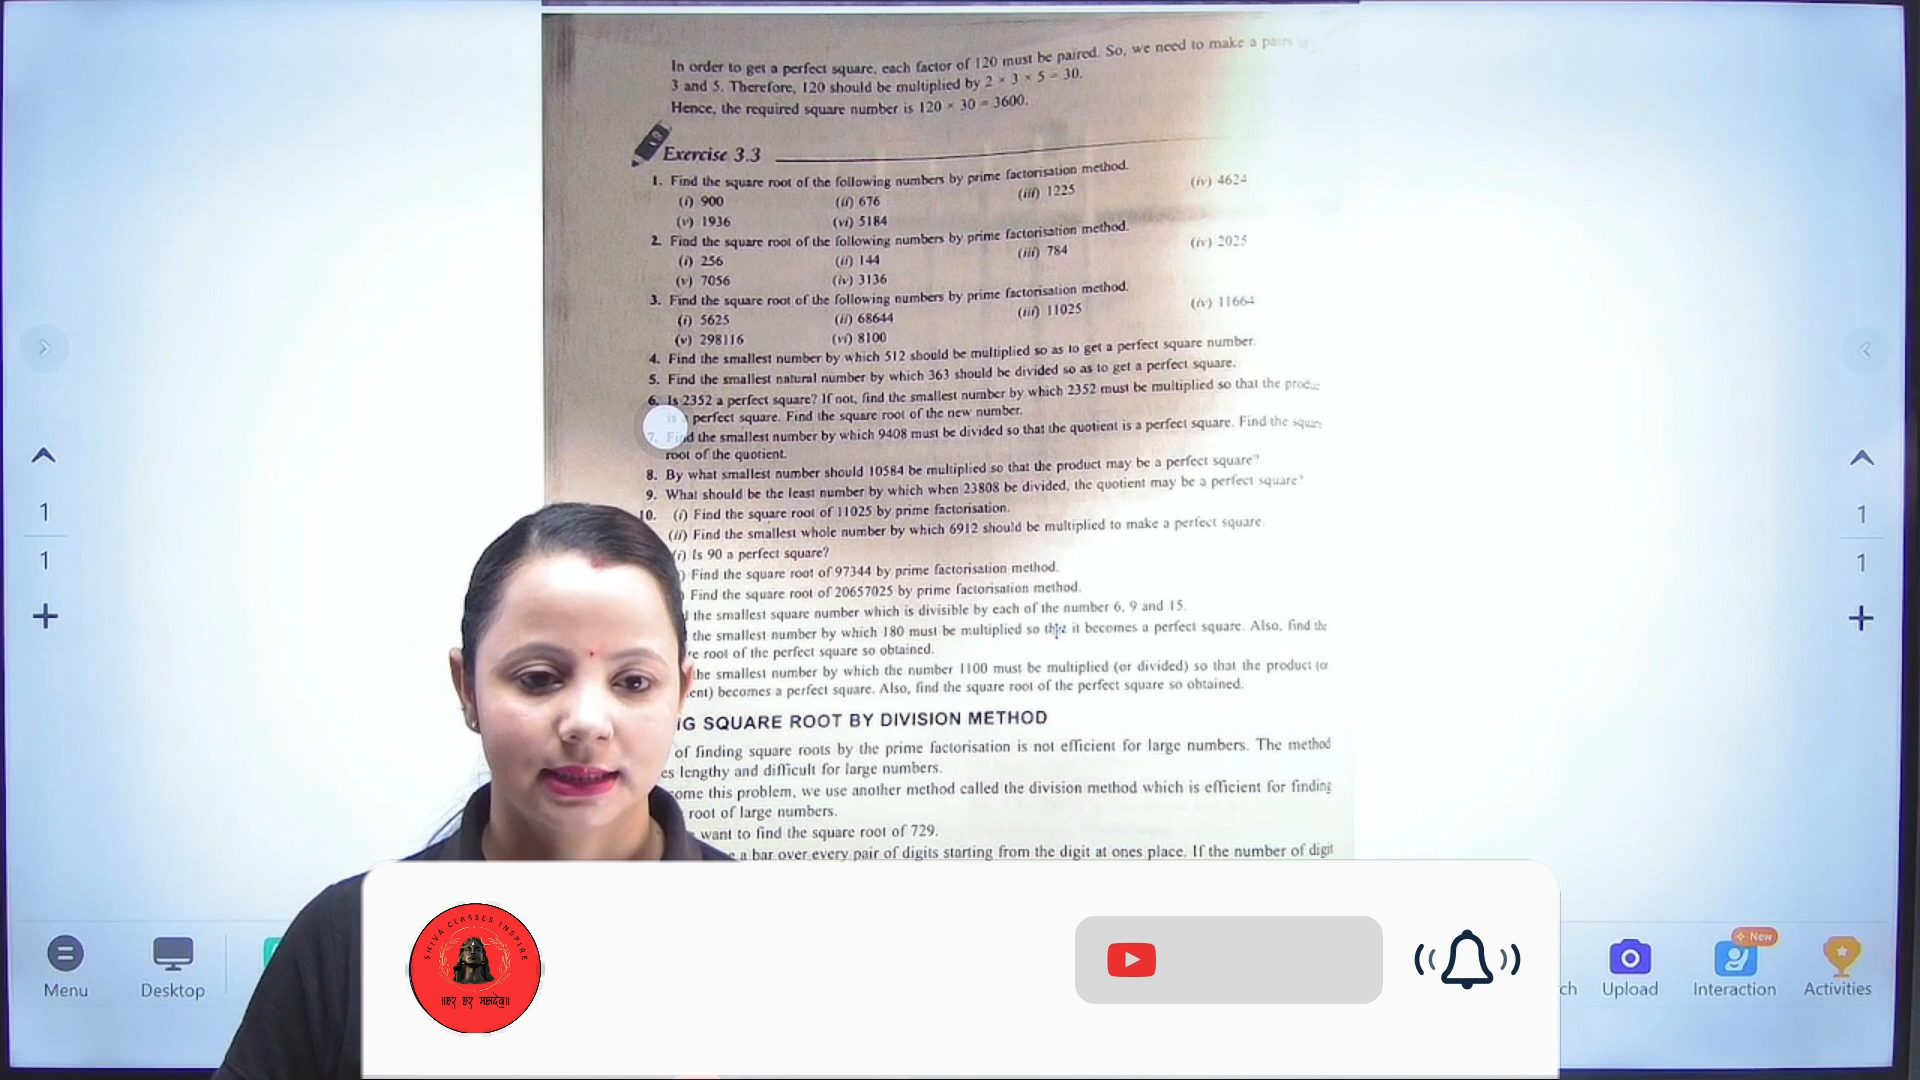 In order to get a perfect square, each factor of 120 must be paired. So, we need to make a pairs of
3 and 5. Therefore, 120 should be multiplied by 2 × 3 × 5 = 30.
Hence, the required square number is 120 × 30 = 3600.
Exercise 3.3
1. Find the square root of the following numbers by prime factorisation method.
(i) 900 (ii) 676 (iii) 1225 (iv) 4624
(v) 1936 (vi) 5184
2. Find the square root of the following numbers by prime factorisation method.
(i) 256 (ii) 144 (iii) 784 (iv) 2025
(v) 7056 (iv) 3136
3. Find the square root of the following numbers by prime factorisation method.
(i) 5625 (ii) 68644 (iii) 11025 (iv) 11664
(v) 298116 (vi) 8100
4. Find the smallest number by which 512 should be multiplied so as to get a perfect square number.
5. Find the smallest natural number by which 363 should be divided so as to get a perfect square.
6. Is 2352 a perfect square? If not, find the smallest number by which 2352 must be multiplied so that the
is a perfect square. Find the square root of the new number.
7. Find the smallest number by which 9408 must be divided so that the quotient is a perfect square. Find the square
root of the quotient.
8. By what smallest number should 10584 be multiplied so that the product may be a perfect square?
9. What should be the least number by which when 23808 be divided, the quotient may be a perfect square?
10. (i) Find the square root of 11025 by prime factorisation.
(ii) Find the smallest whole number by which 6912 should be multiplied to make a perfect square.
(i) Is 90 a perfect square?
) Find the square root of 97344 by prime factorisation method.
) Find the square root of 20657025 by prime factorisation method.
the smallest square number which is divisible by each of the number 6, 9 and 15.
the smallest number by which 180 must be multiplied so that it becomes a perfect square. Also, find the
re root of the perfect square so obtained.
the smallest number by which the number 1100 must be multiplied (or divided) so that the product (or
ent) becomes a perfect square. Also, find the square root of the perfect square so obtained.
G SQUARE ROOT BY DIVISION METHOD
of finding square roots by the prime factorisation is not efficient for large numbers. The method
es lengthy and difficult for large numbers.
ome this problem, we use another method called the division method which is efficient for finding
root of large numbers.
want to find the square root of 729.
a bar over every pair of digits starting from the digit at ones place. If the number of digit
1
1
1
1
Menu
Desktop
SHIVA CLASSES INSPIRE
॥हर हर महादेव॥
New
ch
Upload
Interaction
Activities